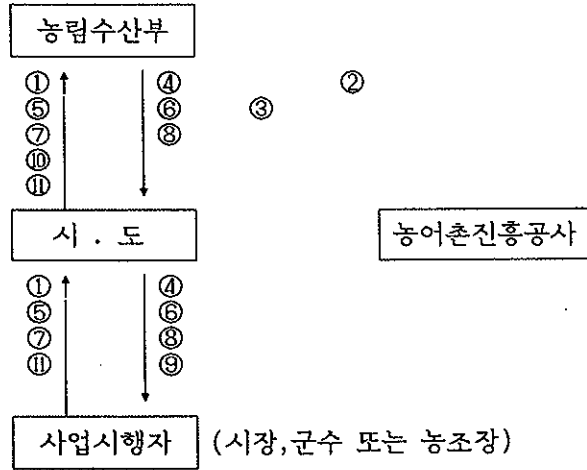 농림수산부
① ④ ②
⑤ ⑥ ③
⑦ ⑧
⑩
⑪
시 . 도 농어촌진흥공사
① ④
⑤ ⑥
⑦ ⑧
⑪ ⑨
사업시행자 (시장,군수 또는 농조장)